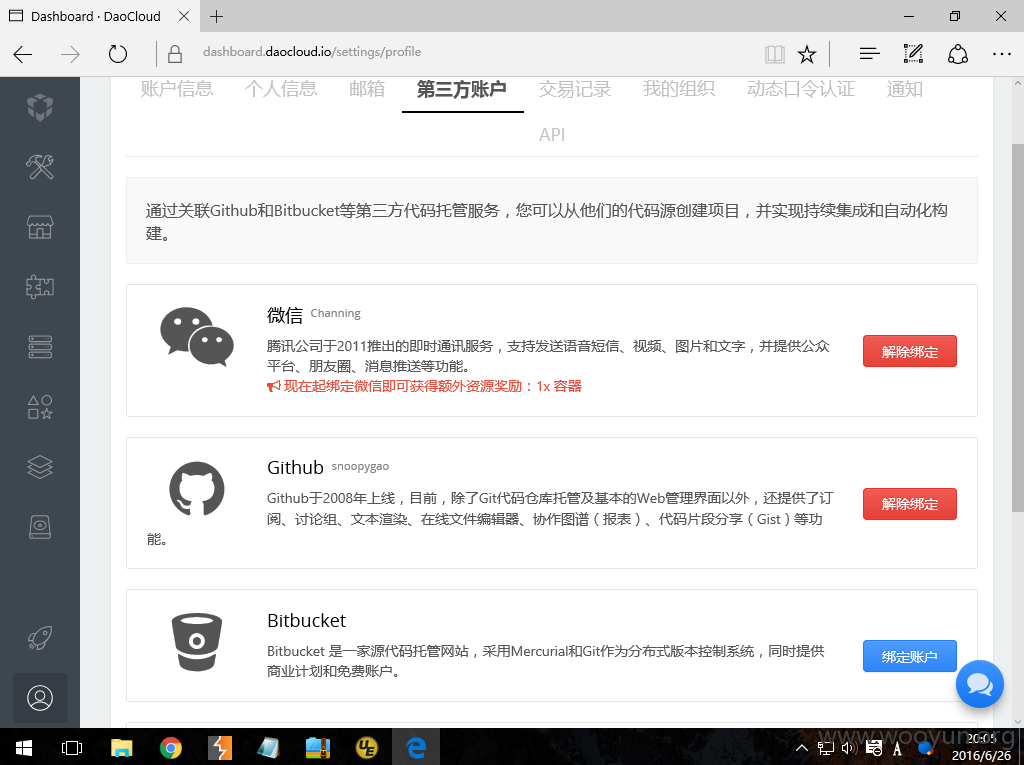 Dashboard · DaoCloud
dashboard.daocloud.io/settings/profile
账户信息 个人信息 邮箱 第三方账户 交易记录 我的组织 动态口令认证 通知
API
通过关联Github和Bitbucket等第三方代码托管服务，您可以从他们的代码源创建项目，并实现持续集成和自动化构
建。
微信 Channing
腾讯公司于2011推出的即时通讯服务，支持发送语音短信、视频、图片和文字，并提供公众
平台、朋友圈、消息推送等功能。
现在起绑定微信即可获得额外资源奖励：1x 容器
解除绑定
Github snoopygao
Github于2008年上线，目前，除了Git代码仓库托管及基本的Web管理界面以外，还提供了订
阅、讨论组、文本渲染、在线文件编辑器、协作图谱（报表）、代码片段分享（Gist）等功
能。
解除绑定
Bitbucket
Bitbucket 是一家源代码托管网站，采用Mercurial和Git作为分布式版本控制系统，同时提供
商业计划和免费账户。
绑定账户
UE
A
www.wooyun.org
20:05
2016/6/26